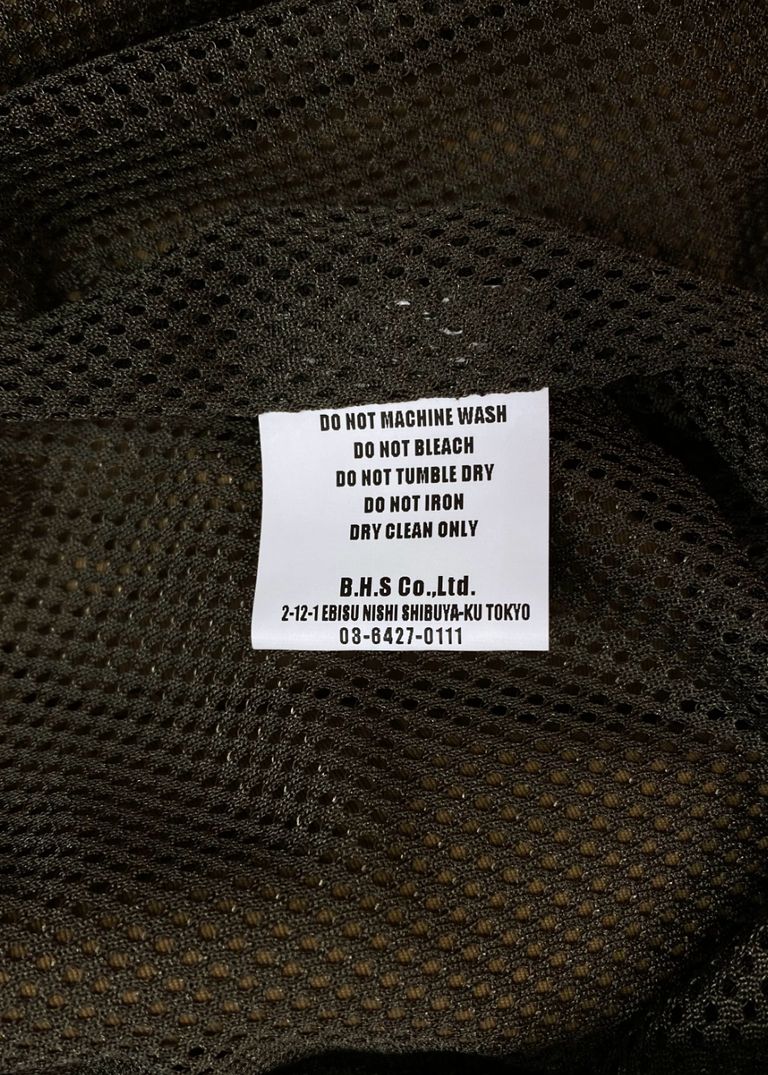 DO NOT MACHINE WASH
DO NOT BLEACH
DO NOT TUMBLE DRY
DO NOT IRON
DRY CLEAN ONLY
B.H.S Co.,Ltd.
2-12-1 EBISU NISHI SHIBUYA-KU TOKYO
03-6427-0111